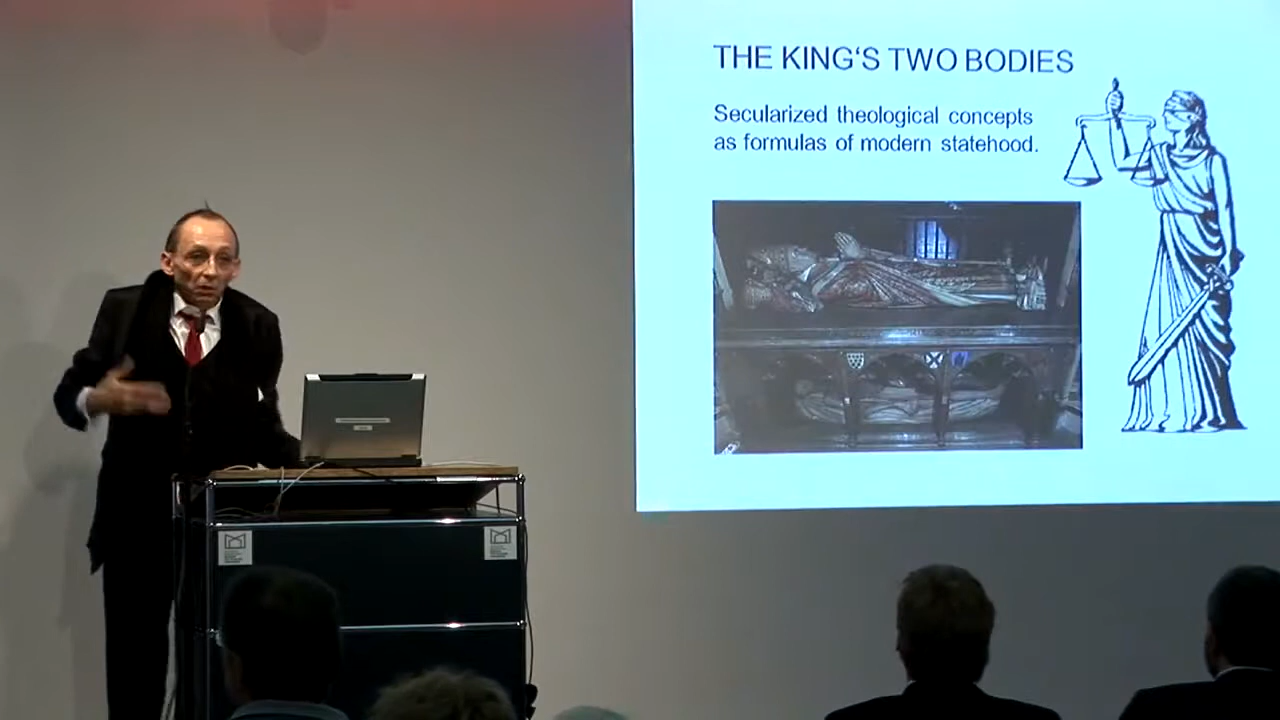 THE KING‘S TWO BODIES
Secularized theological concepts
as formulas of modern statehood.